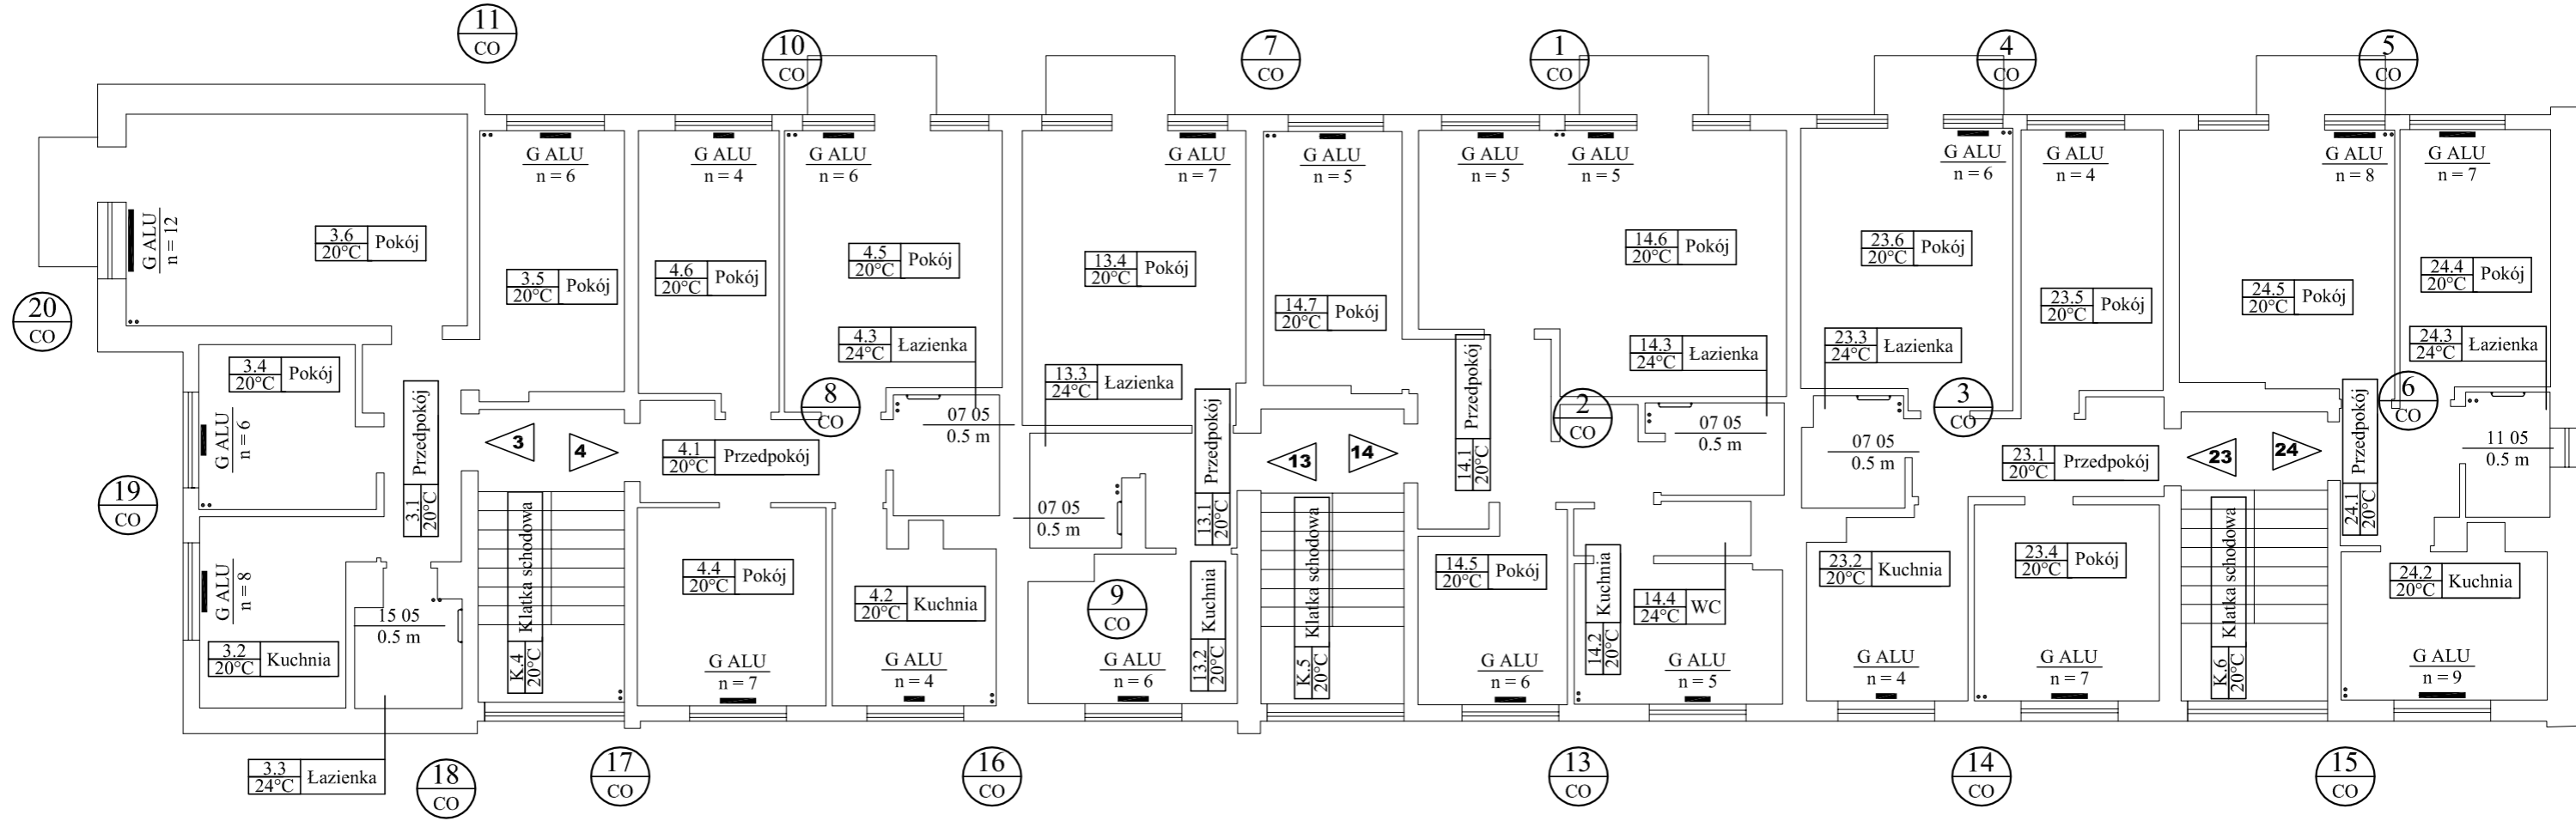 11
CO
10
CO
7
CO
1
CO
4
CO
5
CO
G ALU
n = 6
G ALU
n = 4
G ALU
n = 6
G ALU
n = 7
G ALU
n = 5
G ALU
n = 5
G ALU
n = 5
G ALU
n = 6
G ALU
n = 4
G ALU
n = 8
G ALU
n = 7
G ALU
n = 12
3.6 Pokój
20°C
3.5 Pokój
20°C
4.6 Pokój
20°C
4.5 Pokój
20°C
13.4 Pokój
20°C
14.7 Pokój
20°C
14.6 Pokój
20°C
23.6 Pokój
20°C
23.5 Pokój
20°C
24.5 Pokój
20°C
24.4 Pokój
20°C
20
CO
3.4 Pokój
20°C
4.3 Łazienka
24°C
13.3 Łazienka
24°C
14.3 Łazienka
24°C
23.3 Łazienka
24°C
24.3 Łazienka
24°C
G ALU
n = 6
3.1 Przedpokój
20°C
3
4
4.1 Przedpokój
20°C
8
CO
07 05
0.5 m
07 05
0.5 m
13.1 Przedpokój
20°C
13
14
14.1 Przedpokój
20°C
2
CO
07 05
0.5 m
07 05
0.5 m
3
CO
23.1 Przedpokój
20°C
23
24
24.1 Przedpokój
20°C
6
CO
11 05
0.5 m
19
CO
G ALU
n = 8
3.2 Kuchnia
20°C
15 05
0.5 m
K.4 Klatka schodowa
20°C
4.4 Pokój
20°C
4.2 Kuchnia
20°C
9
CO
13.2 Kuchnia
20°C
K.5 Klatka schodowa
20°C
14.5 Pokój
20°C
14.2 Kuchnia
20°C
14.4 WC
24°C
23.2 Kuchnia
20°C
23.4 Pokój
20°C
K.6 Klatka schodowa
20°C
24.2 Kuchnia
20°C
G ALU
n = 7
G ALU
n = 4
G ALU
n = 6
G ALU
n = 6
G ALU
n = 5
G ALU
n = 4
G ALU
n = 7
G ALU
n = 9
3.3 Łazienka
24°C
18
CO
17
CO
16
CO
13
CO
14
CO
15
CO